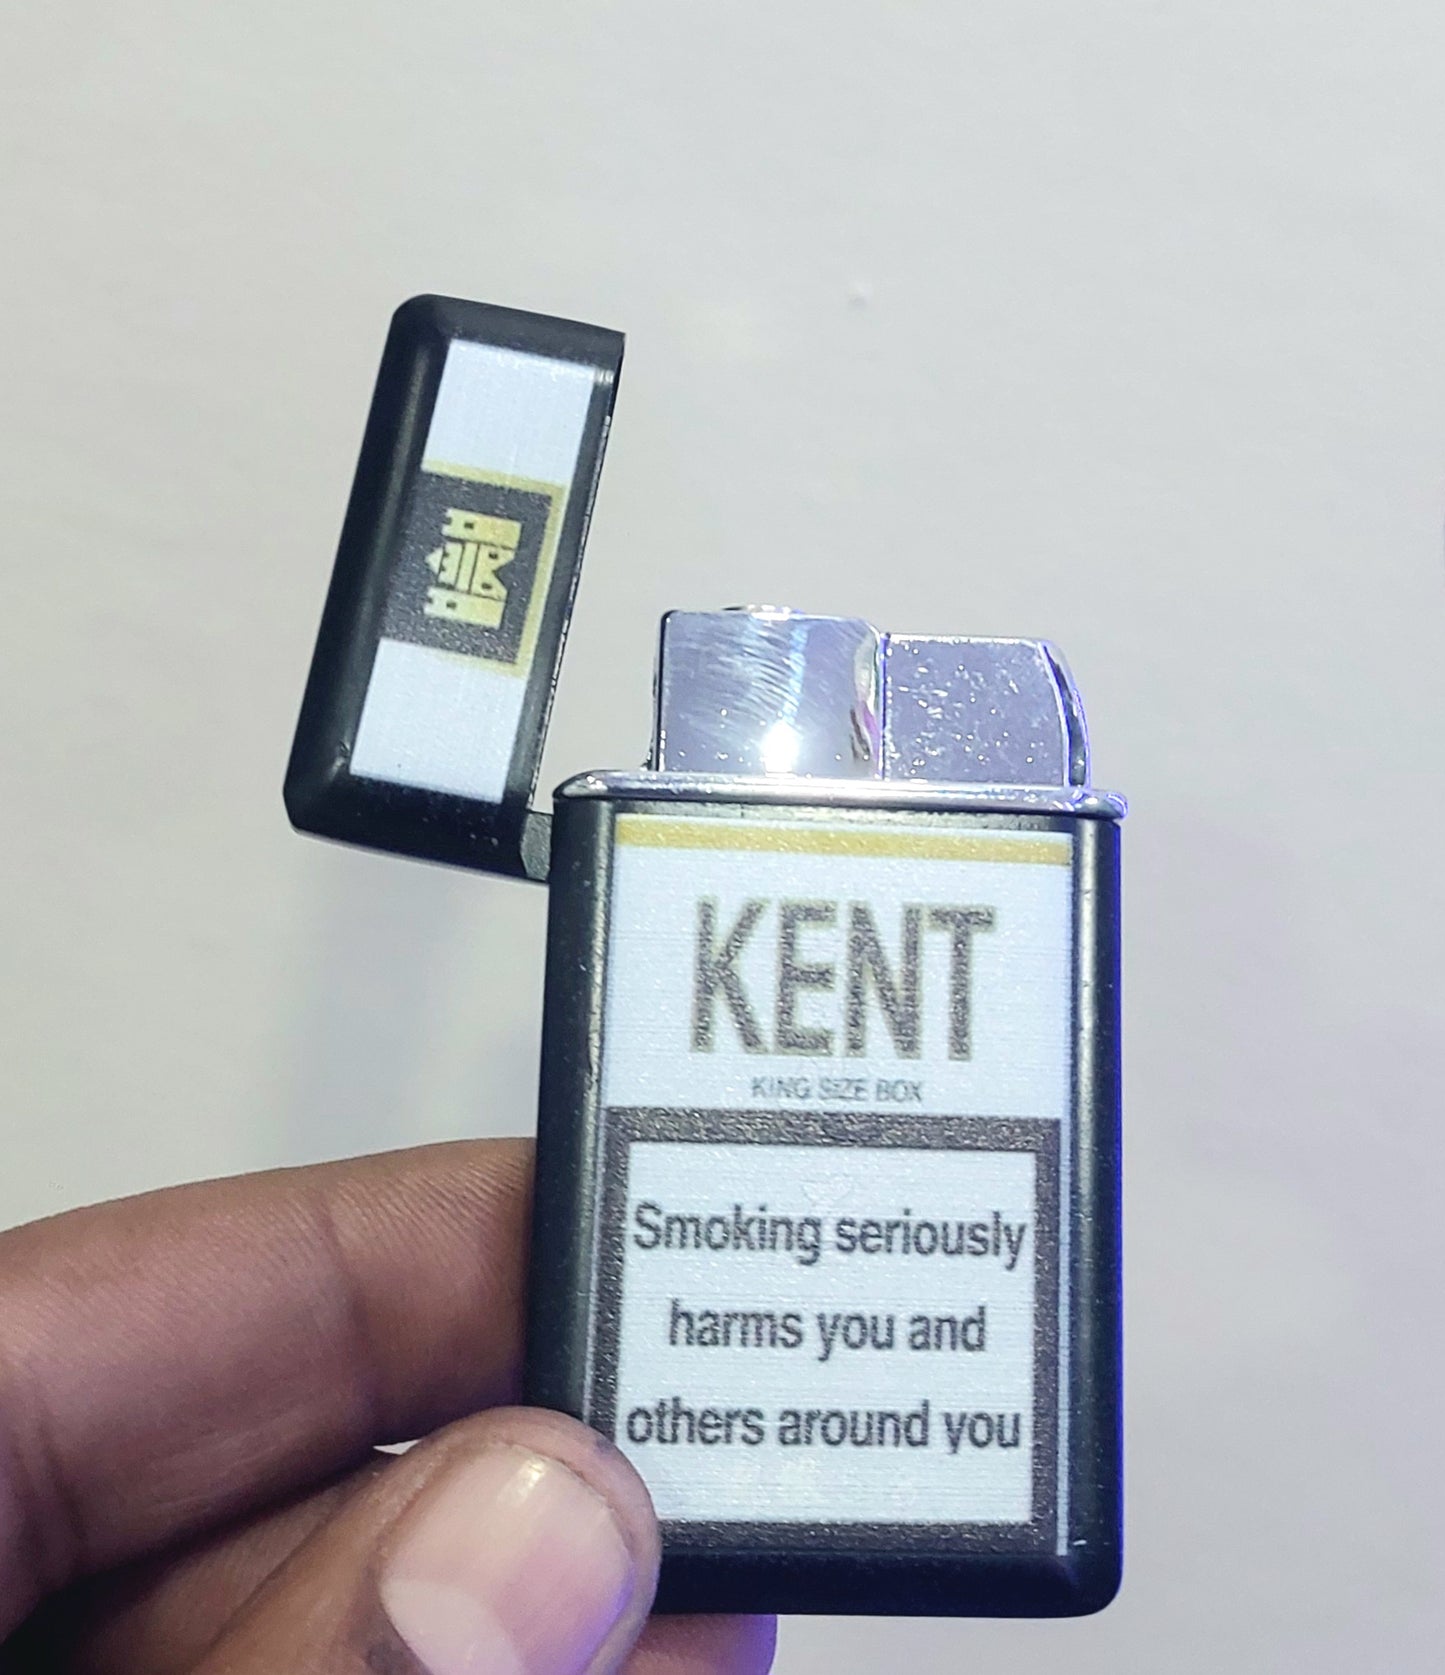 KENT
KING SIZE BOX
Smoking seriously
harms you and
others around you